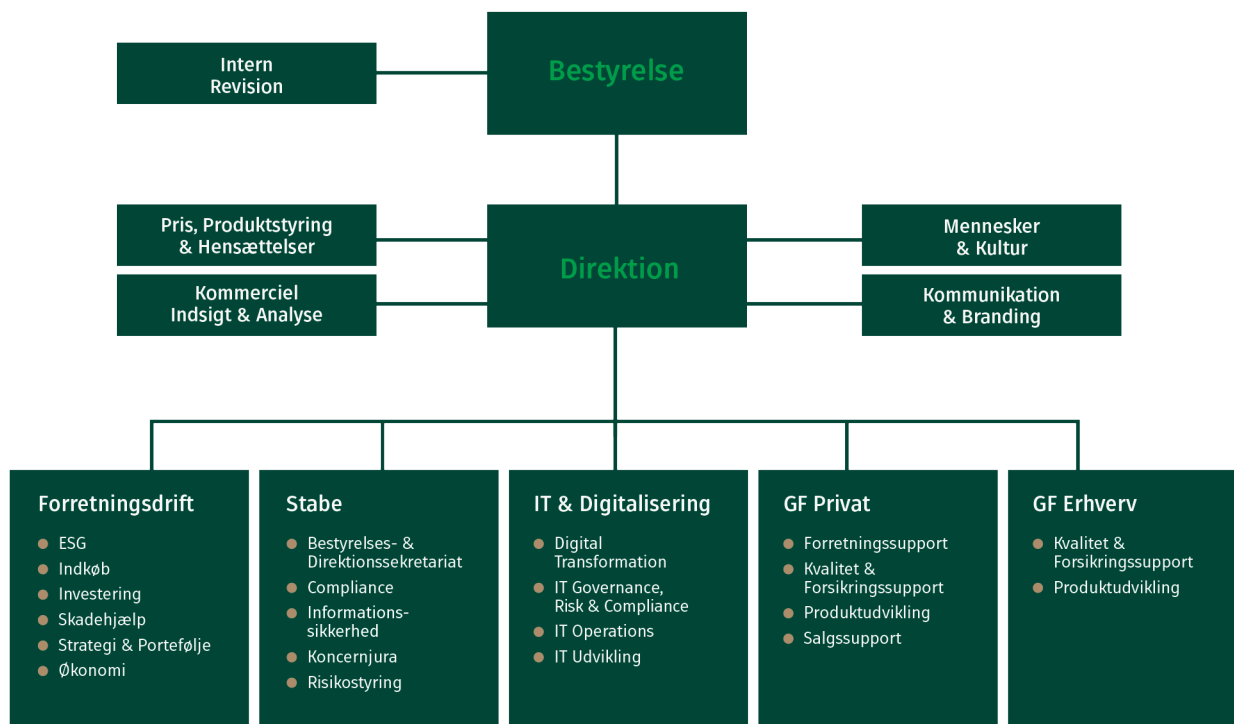 Intern
Revision
Bestyrelse
Pris, Produktstyring
& Hensættelser
Kommerciel
Indsigt & Analyse
Direktion
Mennesker
& Kultur
Kommunikation
& Branding
Forretningsdrift
ESG
Indkøb
Investering
Skadehjælp
Strategi & Portefølje
Økonomi
Stabe
Bestyrelses- &
Direktionssekretariat
Compliance
Informations-
sikkerhed
Koncernjura
Risikostyring
IT & Digitalisering
Digital
Transformation
IT Governance,
Risk & Compliance
IT Operations
IT Udvikling
GF Privat
Forretningssupport
Kvalitet &
Forsikringssupport
Produktudvikling
Salgssupport
GF Erhverv
Kvalitet &
Forsikringssupport
Produktudvikling